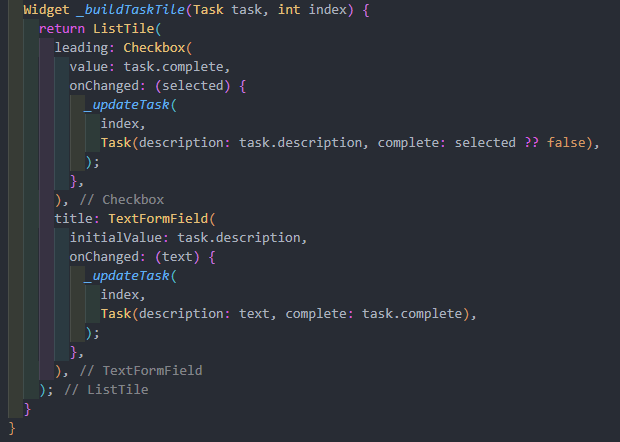 Widget _buildTaskTile(Task task, int index) {
return ListTile(
leading: Checkbox(
value: task.complete,
onChanged: (selected) {
_updateTask(
index,
Task(description: task.description, complete: selected ?? false),
);
},
), // Checkbox
title: TextFormField(
initialValue: task.description,
onChanged: (text) {
_updateTask(
index,
Task(description: text, complete: task.complete),
);
},
), // TextFormField
); // ListTile
}
}